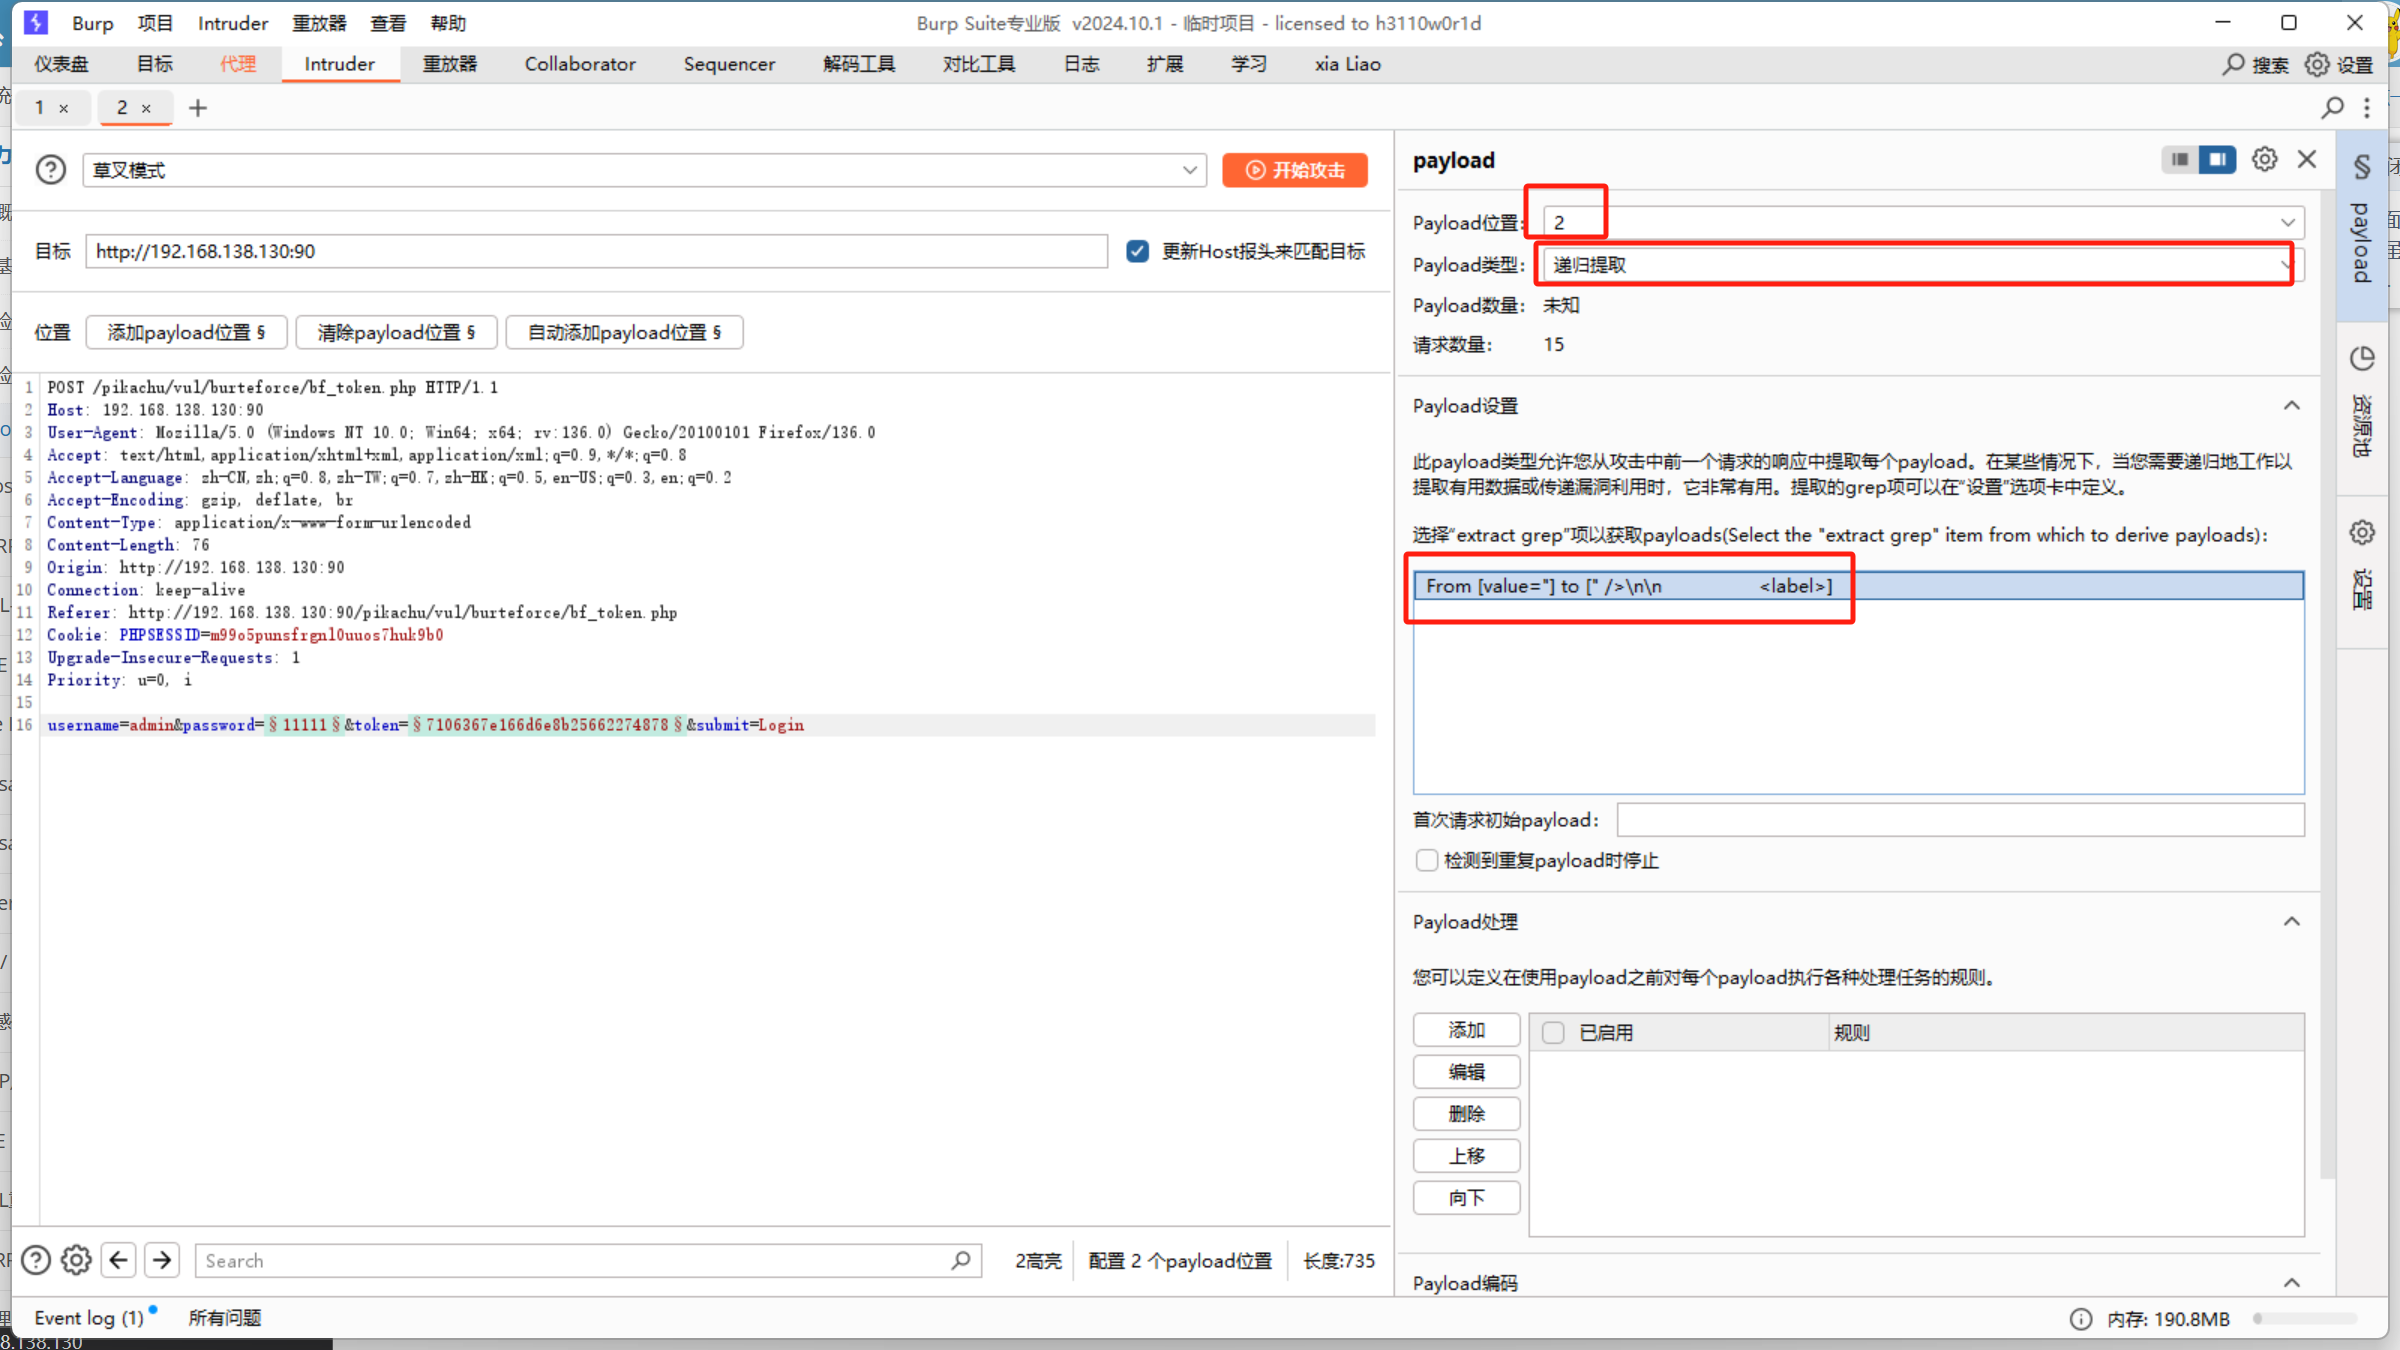 Burp 项目 Intruder 重放器 查看 帮助
Burp Suite专业版 v2024.10.1 - 临时项目 - licensed to h3110w0r1d
仪表盘 目标 代理 Intruder 重放器 Collaborator Sequencer 解码工具 对比工具 日志 扩展 学习 xia Liao
搜索 设置
1 × 2 × +
草叉模式
开始攻击
目标 http://192.168.138.130:90
更新Host报头来匹配目标
位置 添加payload位置 § 清除payload位置 § 自动添加payload位置 §
1 POST /pikachu/vul/burteforce/bf_token.php HTTP/1.1
2 Host: 192.168.138.130:90
3 User-Agent: Mozilla/5.0 (Windows NT 10.0; Win64; x64; rv:136.0) Gecko/20100101 Firefox/136.0
4 Accept: text/html,application/xhtml+xml,application/xml;q=0.9,*/*;q=0.8
5 Accept-Language: zh-CN,zh;q=0.8,zh-TW;q=0.7,zh-HK;q=0.5,en-US;q=0.3,en;q=0.2
6 Accept-Encoding: gzip, deflate, br
7 Content-Type: application/x-www-form-urlencoded
8 Content-Length: 76
9 Origin: http://192.168.138.130:90
10 Connection: keep-alive
11 Referer: http://192.168.138.130:90/pikachu/vul/burteforce/bf_token.php
12 Cookie: PHPSESSID=m99o5punsfrgnl0uuos7huk9b0
13 Upgrade-Insecure-Requests: 1
14 Priority: u=0, i
15
16 username=admin&password=§11111§&token=§7106367e166d6e8b25662274878§&submit=Login
Search
2高亮 配置 2 个payload位置 长度:735
Event log (1) 所有问题
内存: 190.8MB
8.138.130
payload
Payload位置: 2
Payload类型: 递归提取
Payload数量: 未知
请求数量: 15
Payload设置
此payload类型允许您从攻击中前一个请求的响应中提取每个payload。在某些情况下，当您需要递归地工作以
提取有用数据或传递漏洞利用时，它非常有用。提取的grep项可以在“设置”选项卡中定义。
选择“extract grep”项以获取payloads(Select the "extract grep" item from which to derive payloads):
From [value="] to [" />\n\n <label>]
首次请求初始payload:
检测到重复payload时停止
Payload处理
您可以定义在使用payload之前对每个payload执行各种处理任务的规则。
添加
编辑
删除
上移
向下
已启用 规则
Payload编码
§ payload
资源池
设置